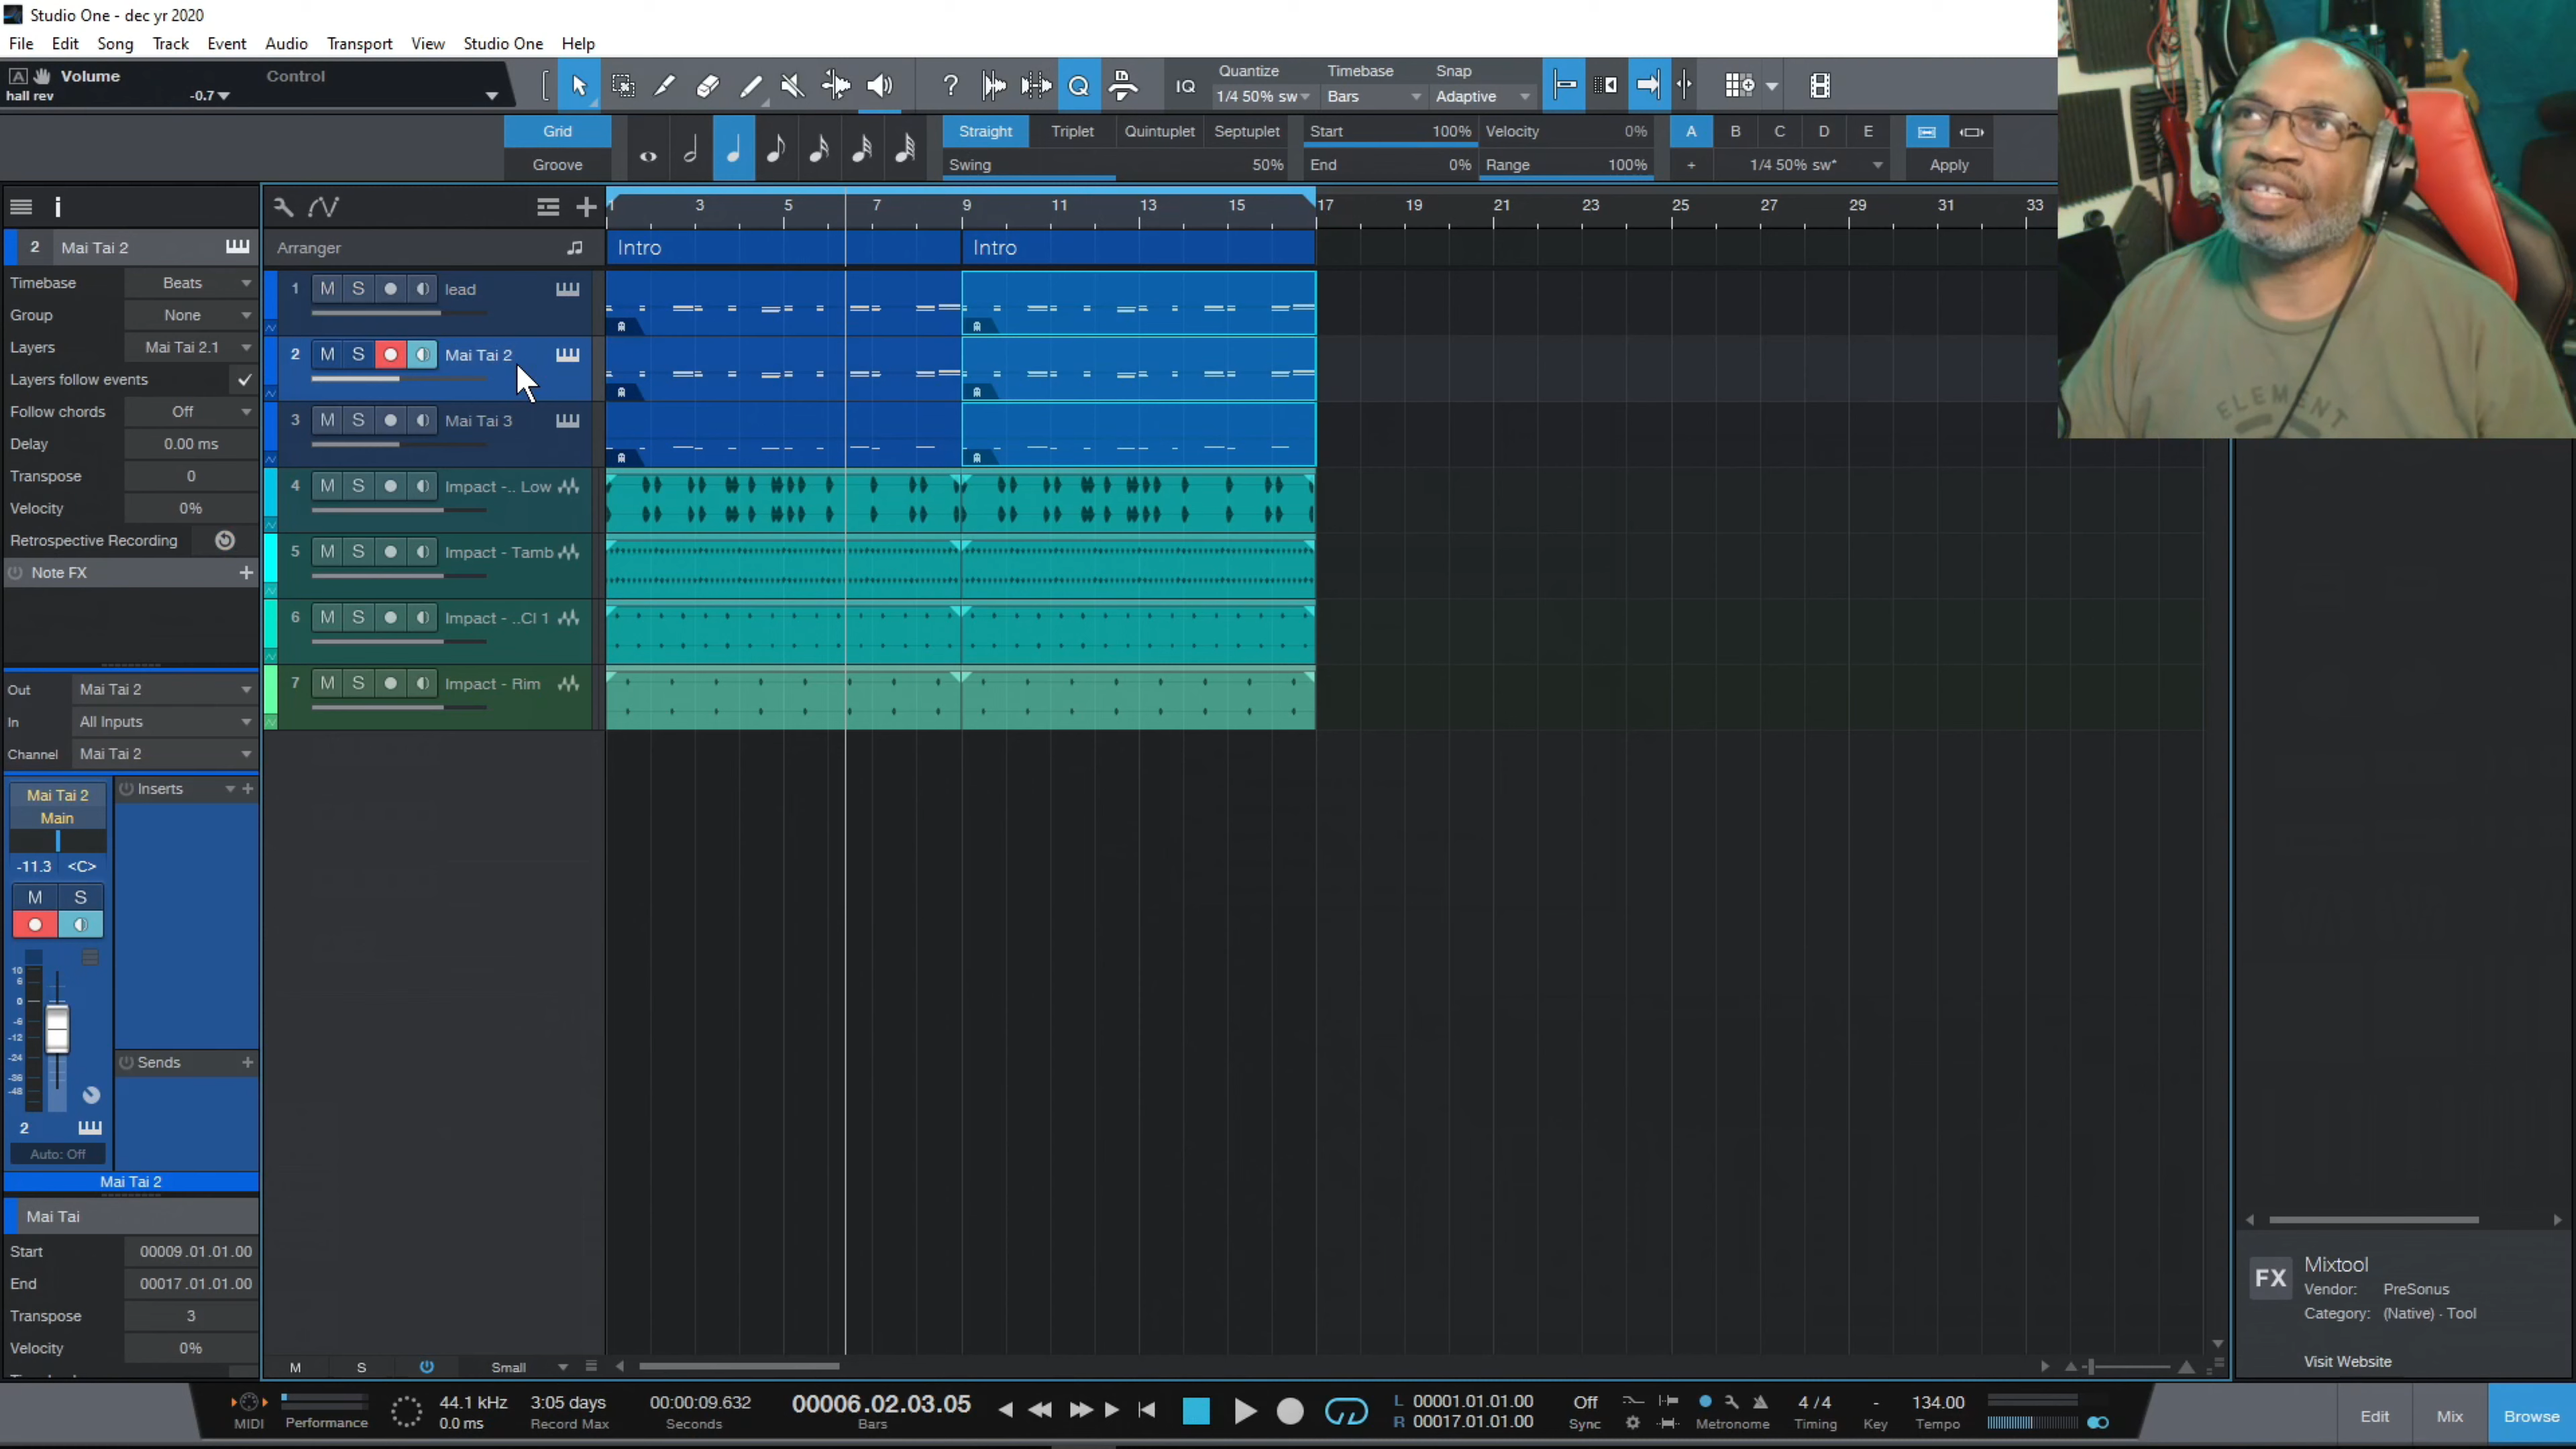 Studio One - dec yr 2020
File Edit Song Track Event Audio Transport View Studio One Help
A Volume Control
hall rev -0.7
? Q IQ
Quantize Timebase Snap
1/4 50% sw Bars Adaptive
Grid Straight Triplet Quintuplet Septuplet Start 100% Velocity 0% A B C D E
Groove Swing 50% End 0% Range 100% + 1/4 50% sw* Apply
i 1 3 5 7 9 11 13 15 17 19 21 23 25 27 29 31 33
2 Mai Tai 2 Arranger Intro Intro
Timebase Beats
Group None
Layers Mai Tai 2.1
Layers follow events
Follow chords Off
Delay 0.00 ms
Transpose 0
Velocity 0%
Retrospective Recording
Note FX +
1 M S lead
2 M S Mai Tai 2
3 M S Mai Tai 3
4 M S Impact -.. Low
5 M S Impact - Tamb
6 M S Impact - ..Cl 1
7 M S Impact - Rim
ELEMENT
Out Mai Tai 2
In All Inputs
Channel Mai Tai 2
Mai Tai 2 Inserts
Main
-11.3 <C>
M S
10
6
0
-6
-12
-24
-36
-48
Sends
2
Auto: Off
Mai Tai 2
Mai Tai
Start 00009.01.01.00
End 00017.01.01.00
Transpose 3
Velocity 0%
M S Small
FX Mixtool
Vendor: PreSonus
Category: (Native) - Tool
Visit Website
MIDI Performance
44.1 kHz 3:05 days 00:00:09.632 00006.02.03.05
0.0 ms Record Max Seconds Bars
L 00001.01.01.00
R 00017.01.01.00
Off 4 / 4 - 134.00
Sync Metronome Timing Key Tempo
Edit Mix Browse